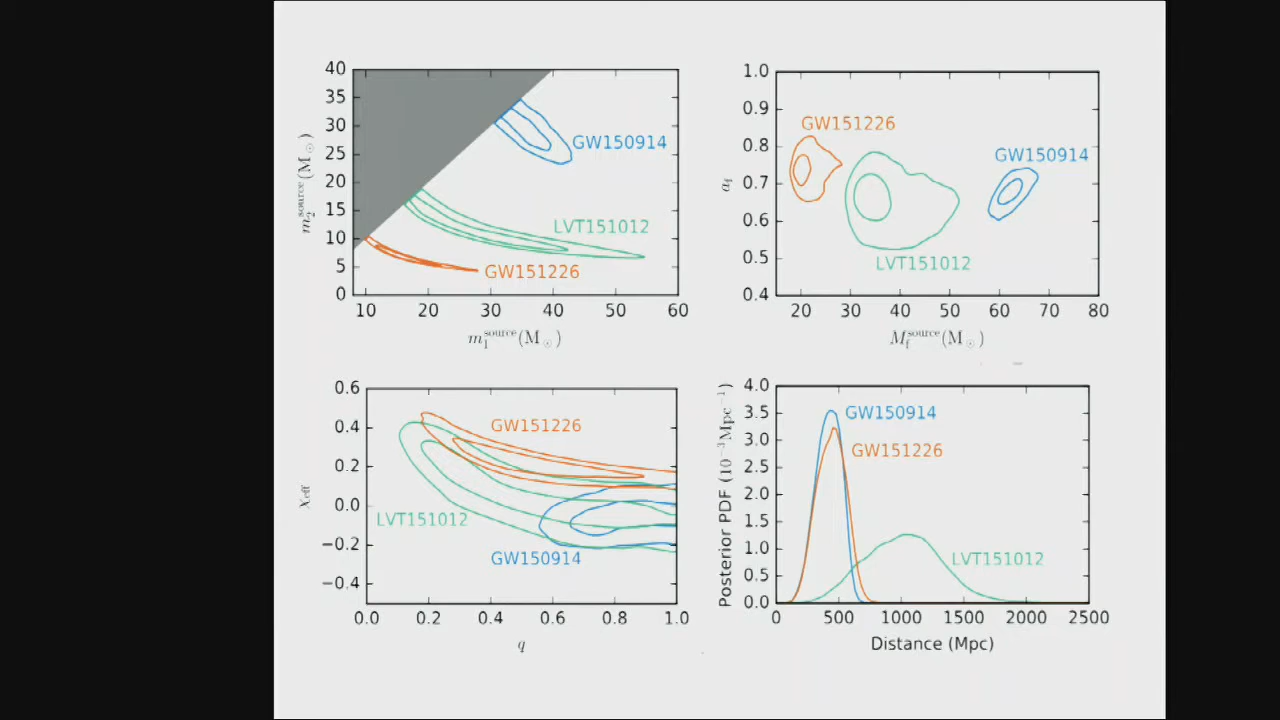 40
35
30
25
20
15
10
5
0
m₂^source (M☉)
GW150914
LVT151012
GW151226
10 20 30 40 50 60
m₁^source (M☉)
1.0
0.9
0.8
0.7
0.6
0.5
0.4
a_f
GW151226
GW150914
LVT151012
20 30 40 50 60 70 80
M_f^source (M☉)
0.6
0.4
0.2
0.0
−0.2
−0.4
χ_eff
GW151226
LVT151012
GW150914
0.0 0.2 0.4 0.6 0.8 1.0
q
4.0
3.5
3.0
2.5
2.0
1.5
1.0
0.5
0.0
Posterior PDF (10⁻³Mpc⁻¹)
GW150914
GW151226
LVT151012
0 500 1000 1500 2000 2500
Distance (Mpc)